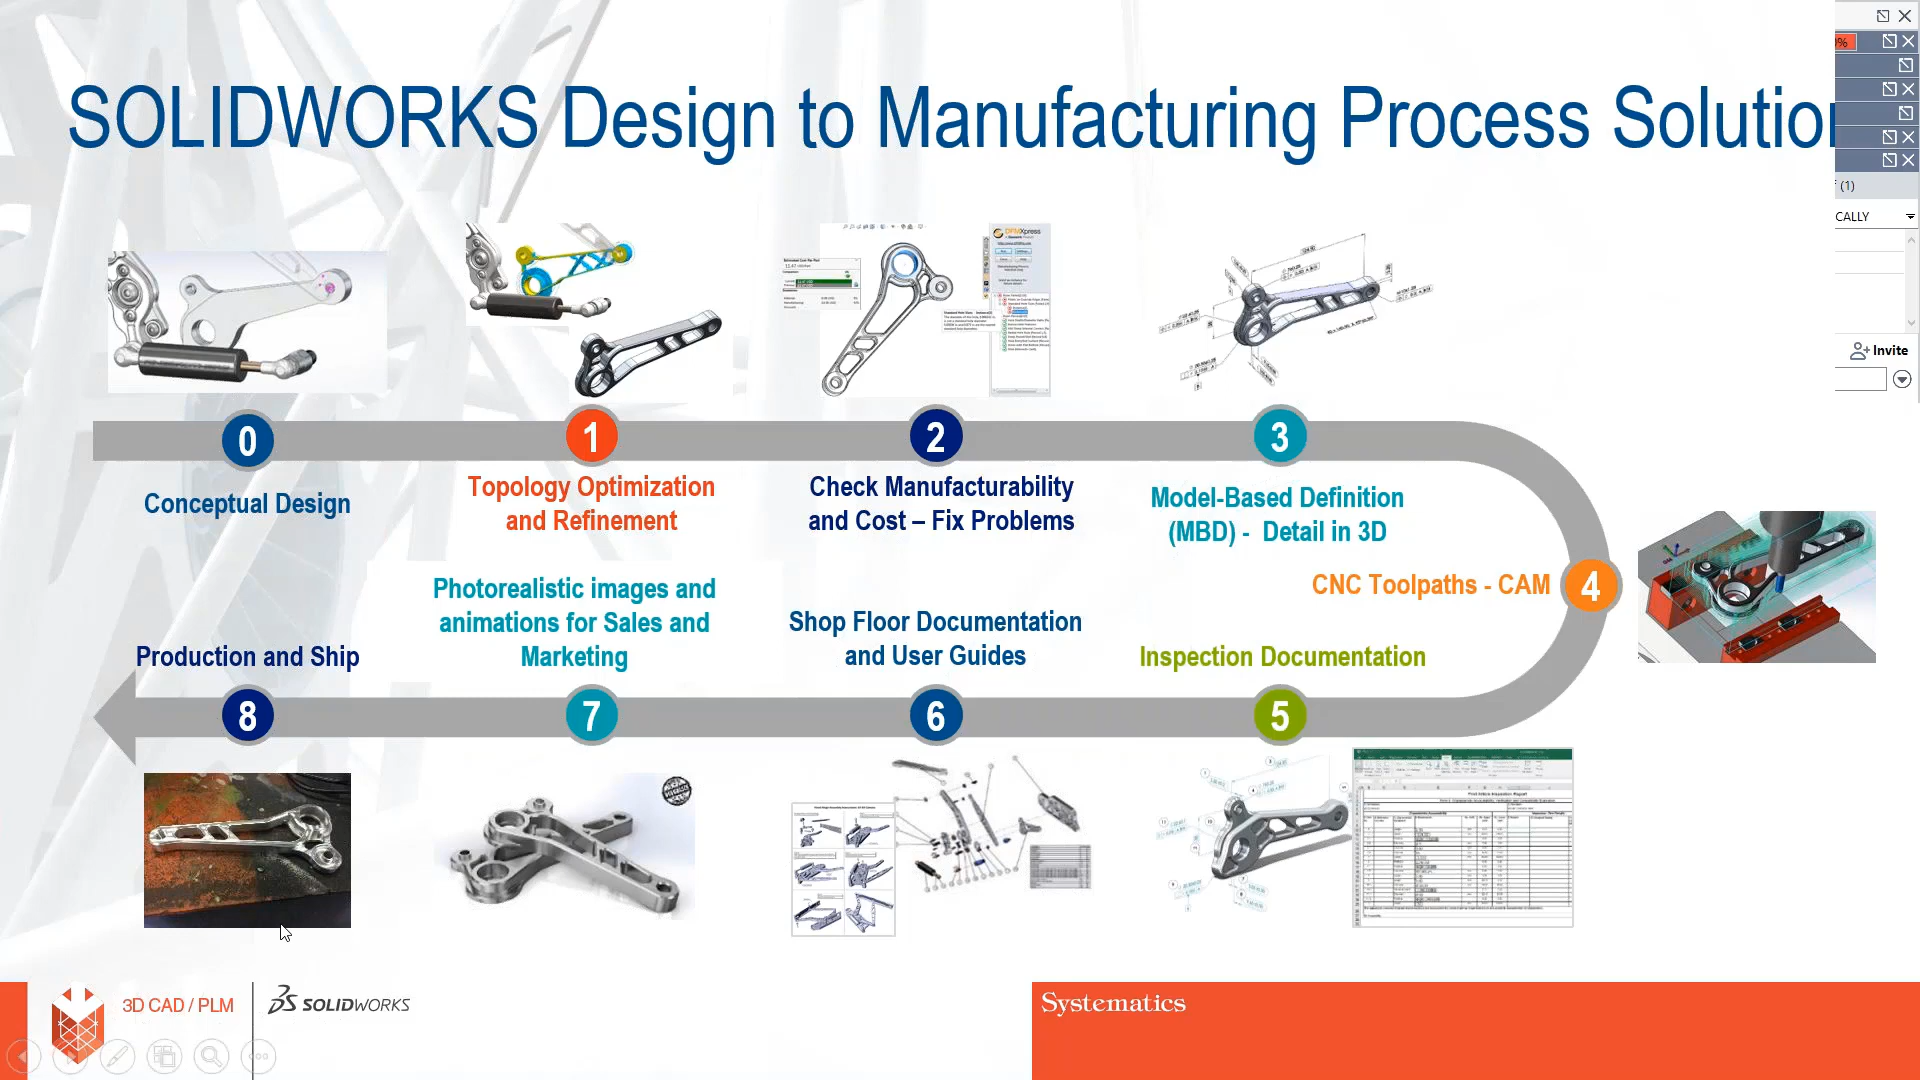 SOLIDWORKS Design to Manufacturing Process Solution
%
(1)
CALLY
Invite
DFMXpress
0
1
2
3
Conceptual Design
Topology Optimization
and Refinement
Check Manufacturability
and Cost – Fix Problems
Model-Based Definition
(MBD) - Detail in 3D
CNC Toolpaths - CAM
4
Production and Ship
Photorealistic images and
animations for Sales and
Marketing
Shop Floor Documentation
and User Guides
Inspection Documentation
8
7
6
5
3D CAD / PLM
SOLIDWORKS
Systematics